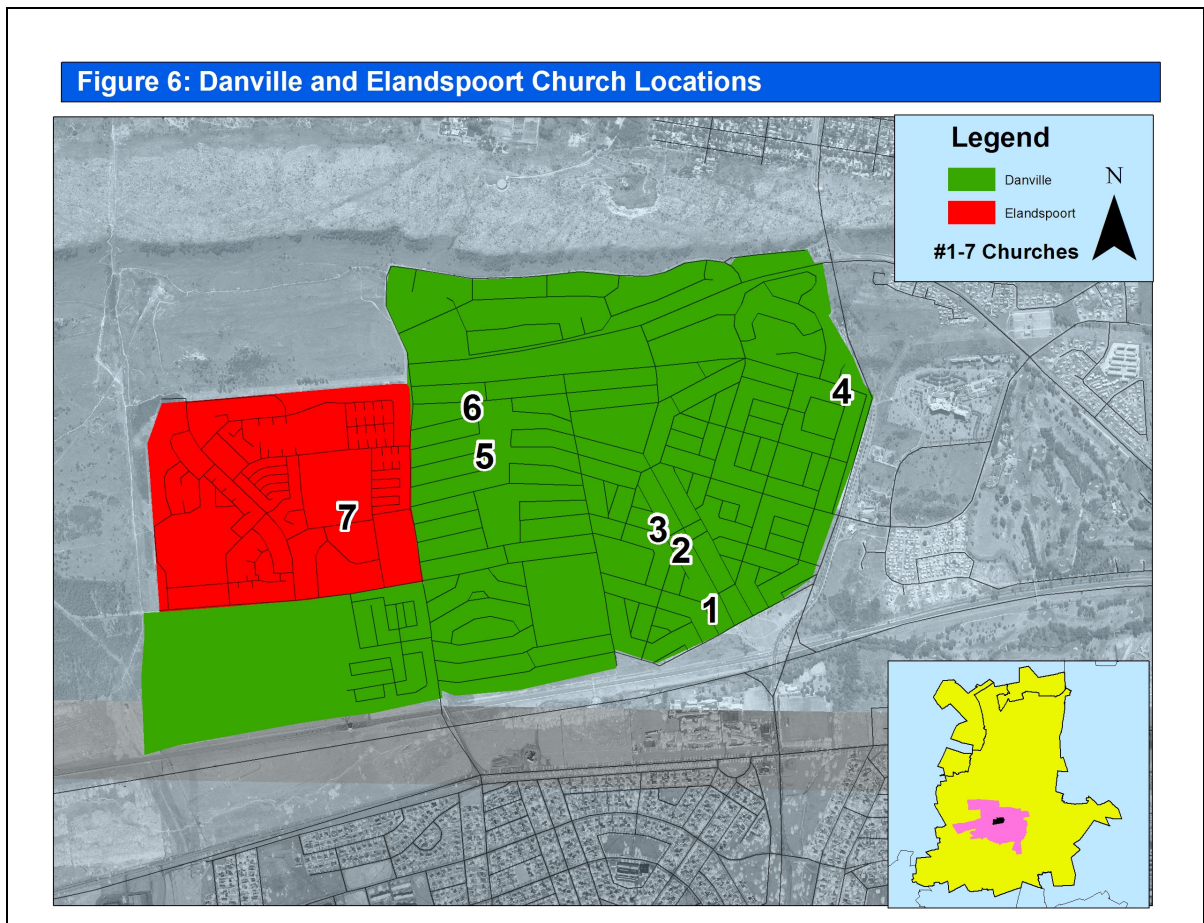 Figure 6: Danville and Elandspoort Church Locations
Legend
Danville
Elandspoort
#1-7 Churches
N
4
6
5
7
3
2
1